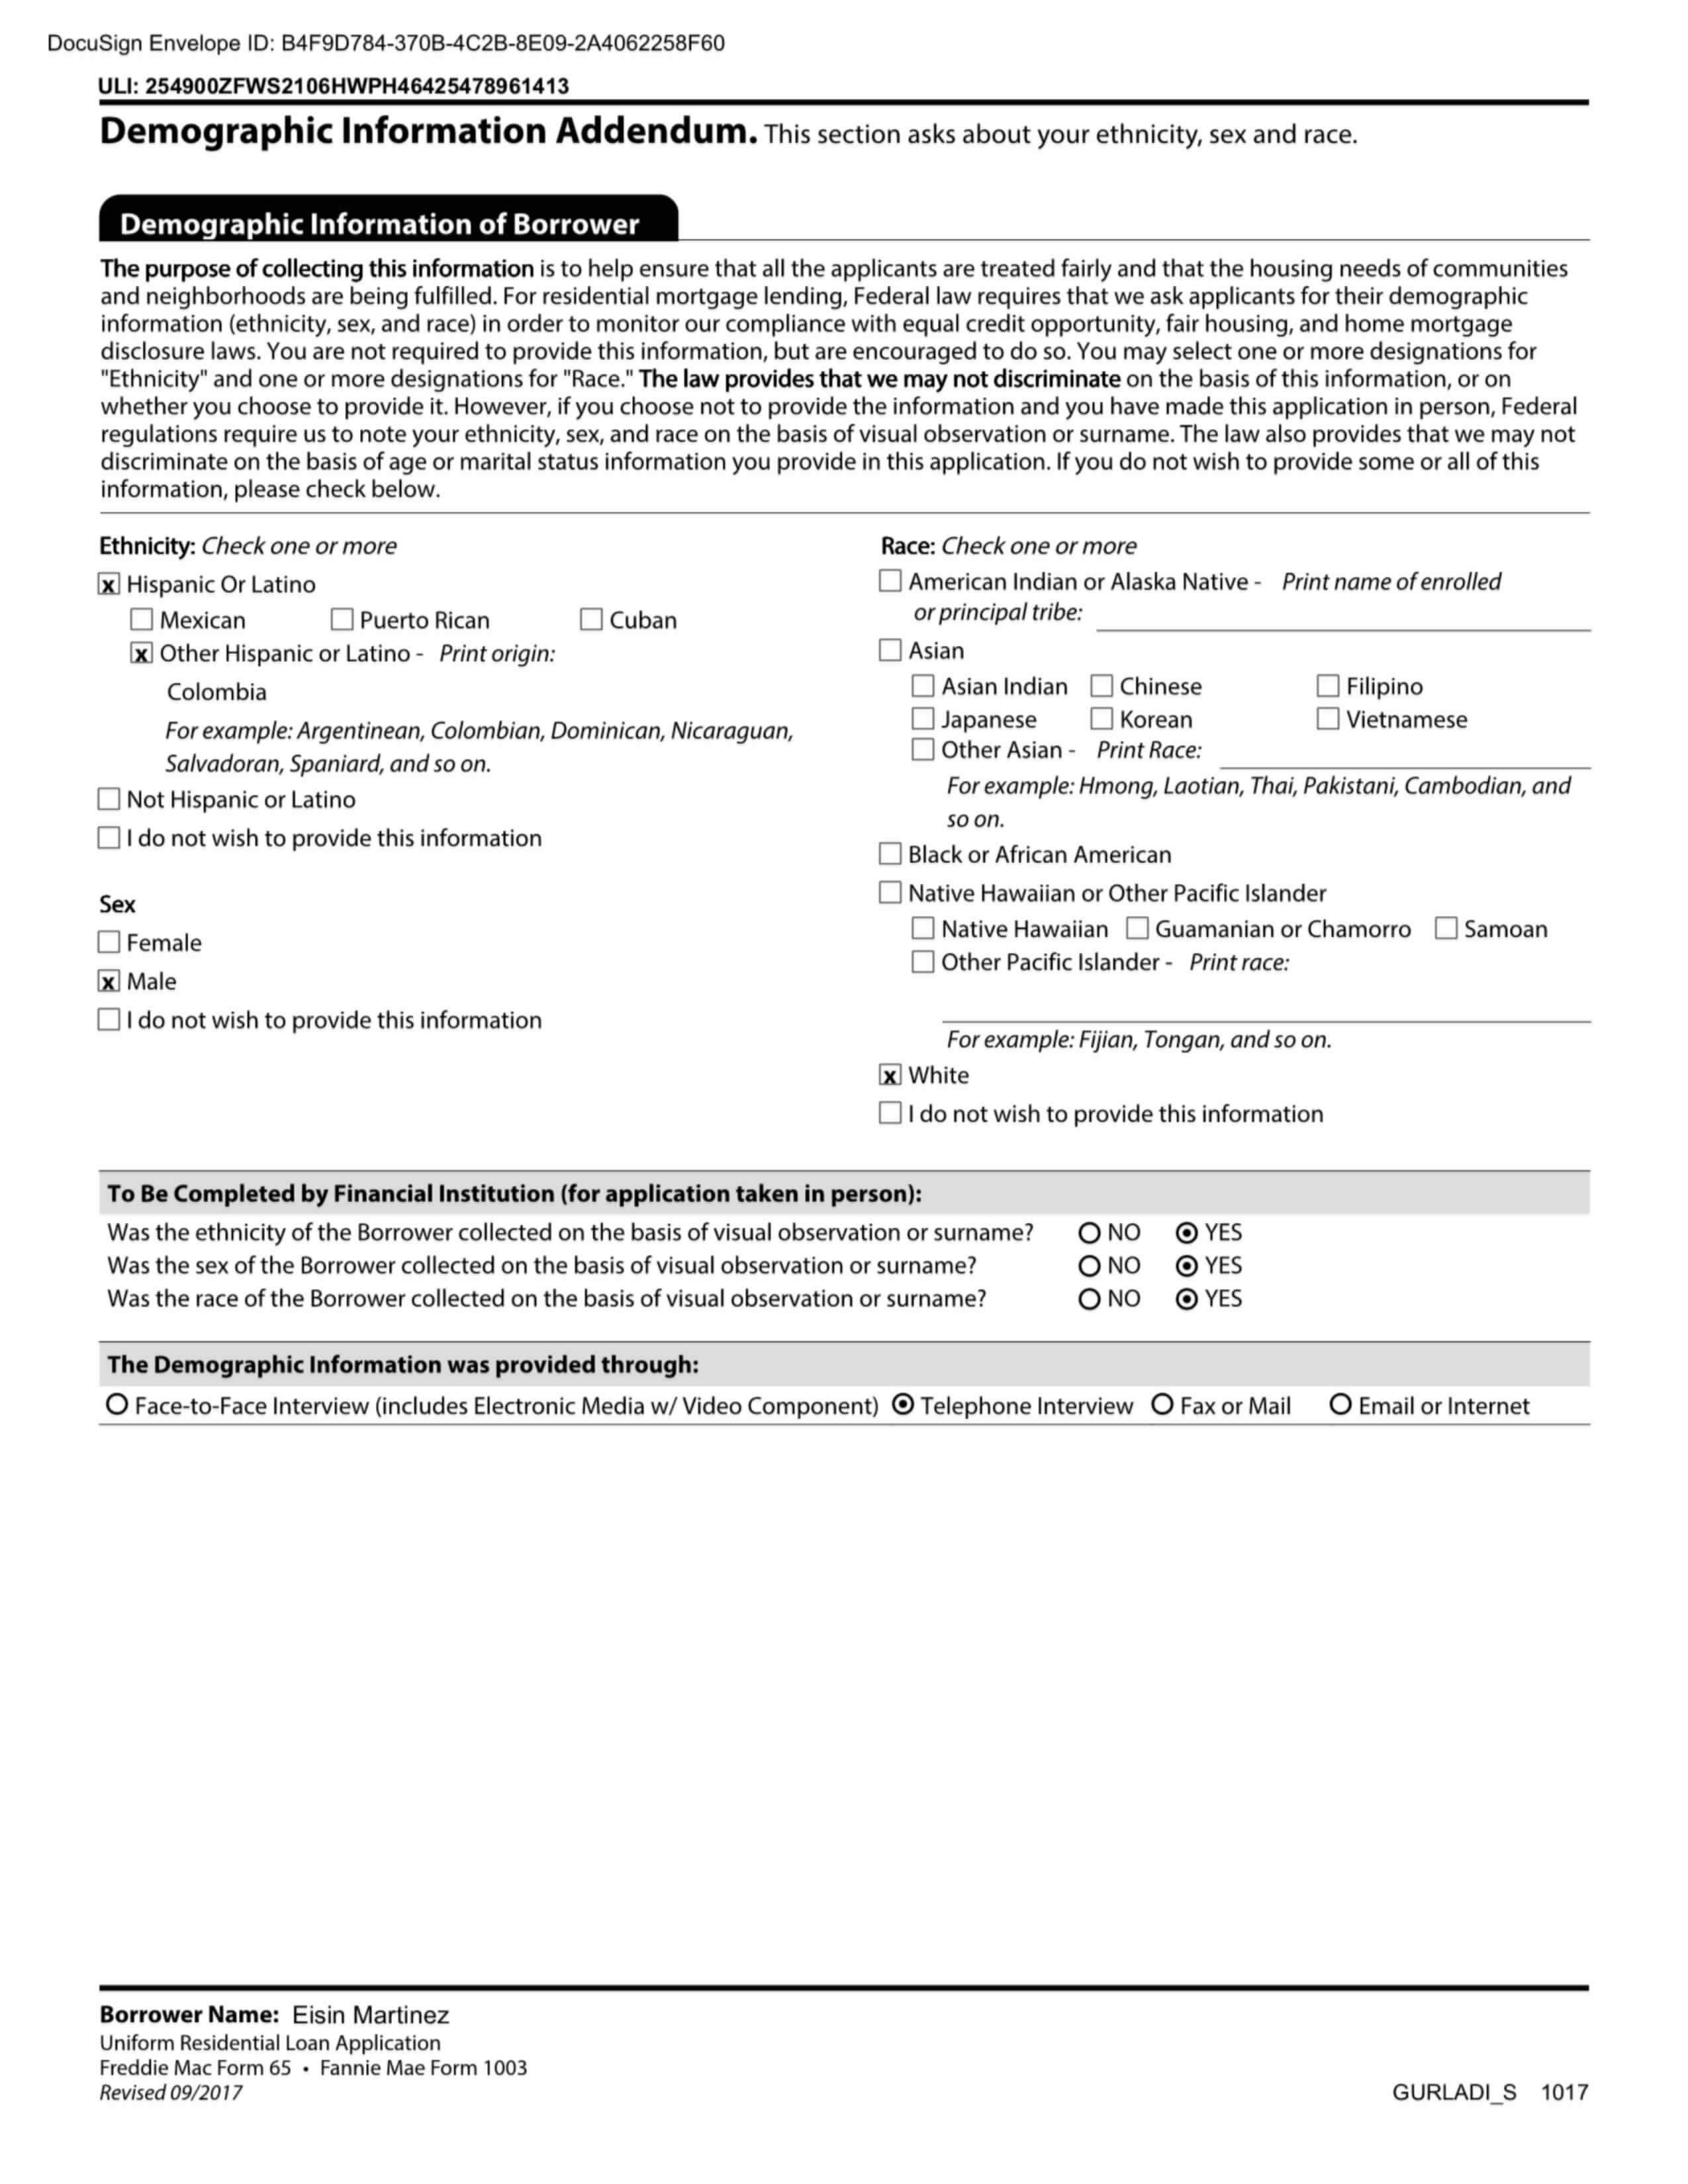 DocuSign Envelope ID: B4F9D784-370B-4C2B-8E09-2A4062258F60
ULI: 254900ZFWS2106HWPH46425478961413
Demographic Information Addendum. This section asks about your ethnicity, sex and race.
Demographic Information of Borrower
The purpose of collecting this information is to help ensure that all the applicants are treated fairly and that the housing needs of communities
and neighborhoods are being fulfilled. For residential mortgage lending, Federal law requires that we ask applicants for their demographic
information (ethnicity, sex, and race) in order to monitor our compliance with equal credit opportunity, fair housing, and home mortgage
disclosure laws. You are not required to provide this information, but are encouraged to do so. You may select one or more designations for
"Ethnicity" and one or more designations for "Race." The law provides that we may not discriminate on the basis of this information, or on
whether you choose to provide it. However, if you choose not to provide the information and you have made this application in person, Federal
regulations require us to note your ethnicity, sex, and race on the basis of visual observation or surname. The law also provides that we may not
discriminate on the basis of age or marital status information you provide in this application. If you do not wish to provide some or all of this
information, please check below.
Ethnicity: Check one or more
x Hispanic Or Latino
Mexican Puerto Rican Cuban
x Other Hispanic or Latino - Print origin:
Colombia
For example: Argentinean, Colombian, Dominican, Nicaraguan,
Salvadoran, Spaniard, and so on.
Not Hispanic or Latino
I do not wish to provide this information
Sex
Female
x Male
I do not wish to provide this information
Race: Check one or more
American Indian or Alaska Native - Print name of enrolled
or principal tribe:
Asian
Asian Indian Chinese Filipino
Japanese Korean Vietnamese
Other Asian - Print Race:
For example: Hmong, Laotian, Thai, Pakistani, Cambodian, and
so on.
Black or African American
Native Hawaiian or Other Pacific Islander
Native Hawaiian Guamanian or Chamorro Samoan
Other Pacific Islander - Print race:
For example: Fijian, Tongan, and so on.
x White
I do not wish to provide this information
To Be Completed by Financial Institution (for application taken in person):
Was the ethnicity of the Borrower collected on the basis of visual observation or surname? NO YES
Was the sex of the Borrower collected on the basis of visual observation or surname? NO YES
Was the race of the Borrower collected on the basis of visual observation or surname? NO YES
The Demographic Information was provided through:
Face-to-Face Interview (includes Electronic Media w/ Video Component) Telephone Interview Fax or Mail Email or Internet
Borrower Name: Eisin Martinez
Uniform Residential Loan Application
Freddie Mac Form 65 • Fannie Mae Form 1003
Revised 09/2017
GURLADI_S 1017